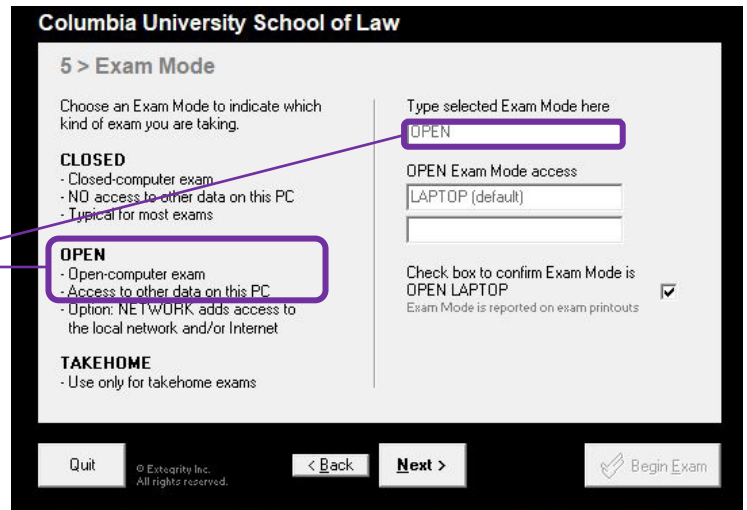 Columbia University School of Law
5 > Exam Mode
Choose an Exam Mode to indicate which
kind of exam you are taking.
CLOSED
- Closed-computer exam
- NO access to other data on this PC
- Typical for most exams
OPEN
- Open-computer exam
- Access to other data on this PC
- Option: NETWORK adds access to
the local network and/or Internet
TAKEHOME
- Use only for takehome exams
Type selected Exam Mode here
OPEN
OPEN Exam Mode access
LAPTOP (default)
Check box to confirm Exam Mode is
OPEN LAPTOP
Exam Mode is reported on exam printouts
Quit
© Extegrity Inc.
All rights reserved.
< Back
Next >
Begin Exam